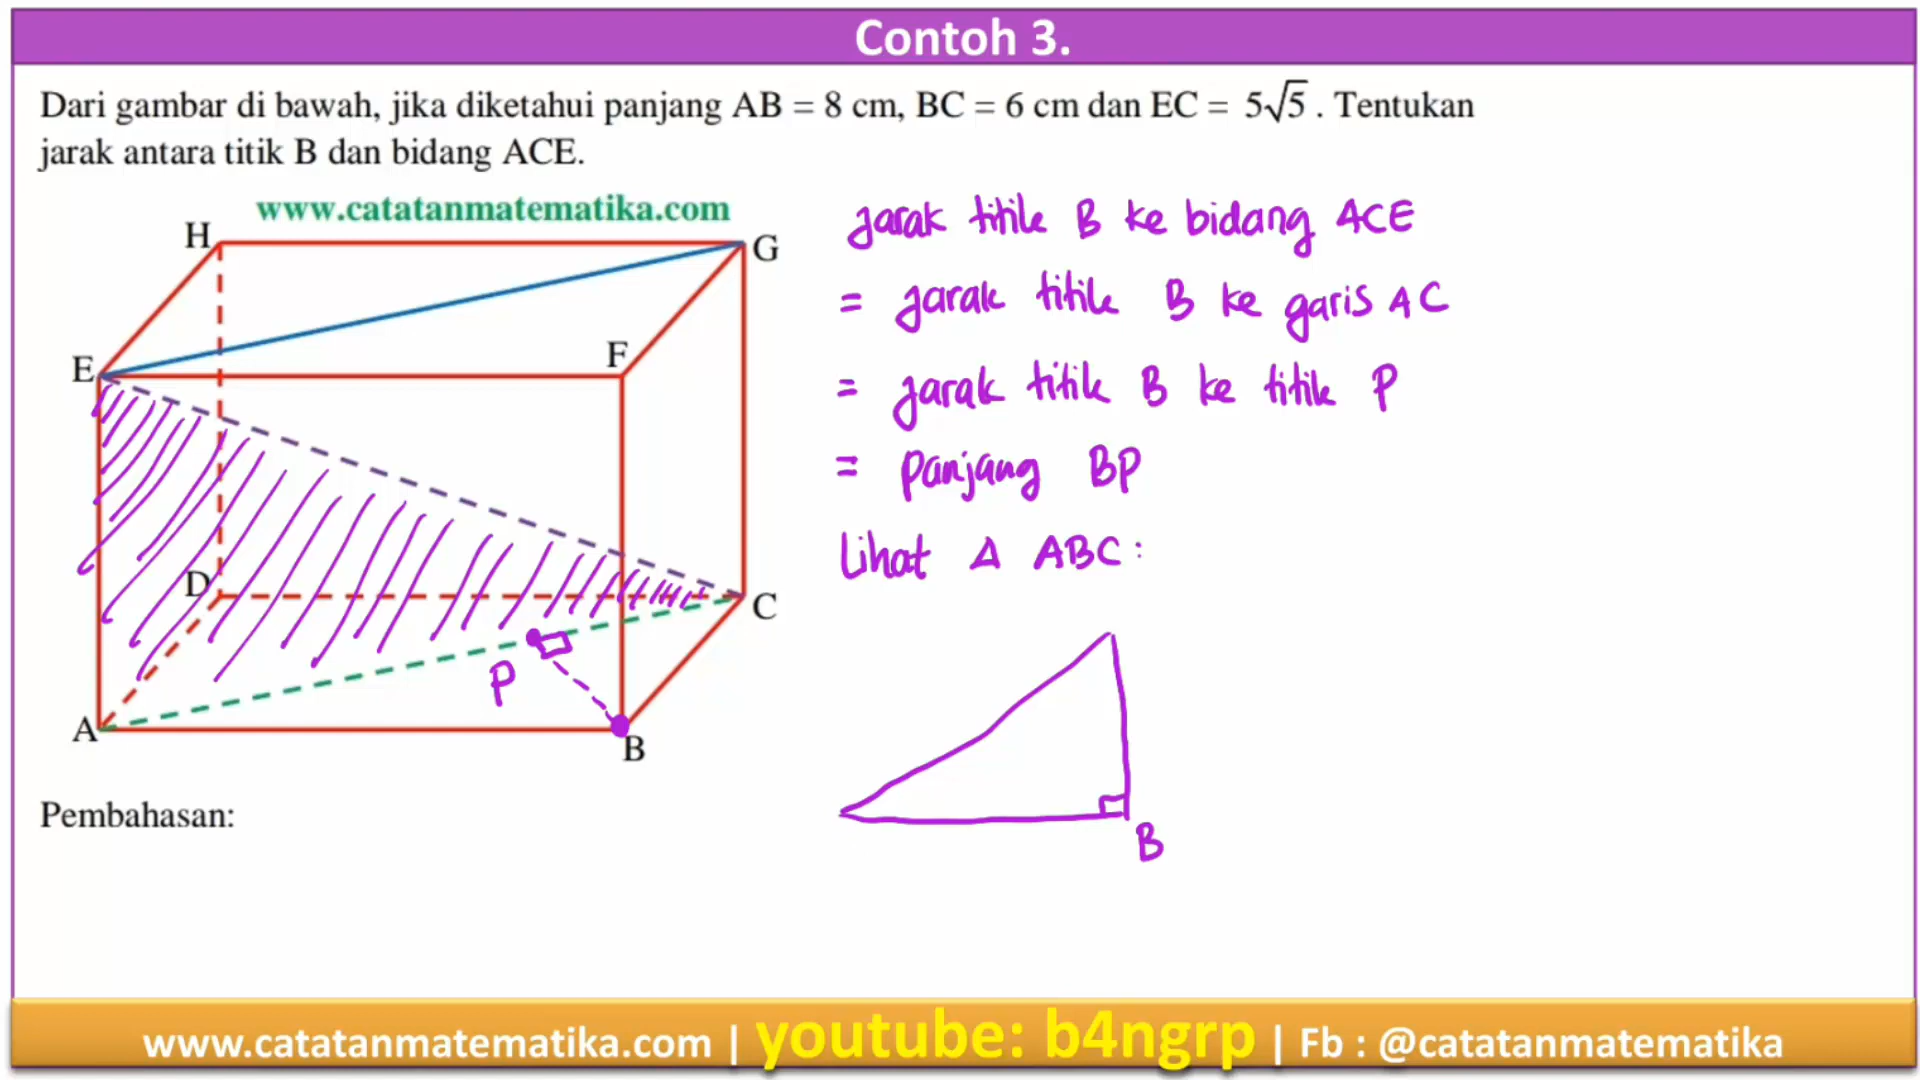 Contoh 3.
Dari gambar di bawah, jika diketahui panjang AB = 8 cm, BC = 6 cm dan EC = 5√5 . Tentukan
jarak antara titik B dan bidang ACE.
www.catatanmatematika.com
H
G
E
F
D
C
P
A
B
Pembahasan:
Jarak titik B ke bidang ACE
= jarak titik B ke garis AC
= jarak titik B ke titik P
= panjang BP
Lihat Δ ABC :
B
www.catatanmatematika.com | youtube: b4ngrp | Fb : @catatanmatematika